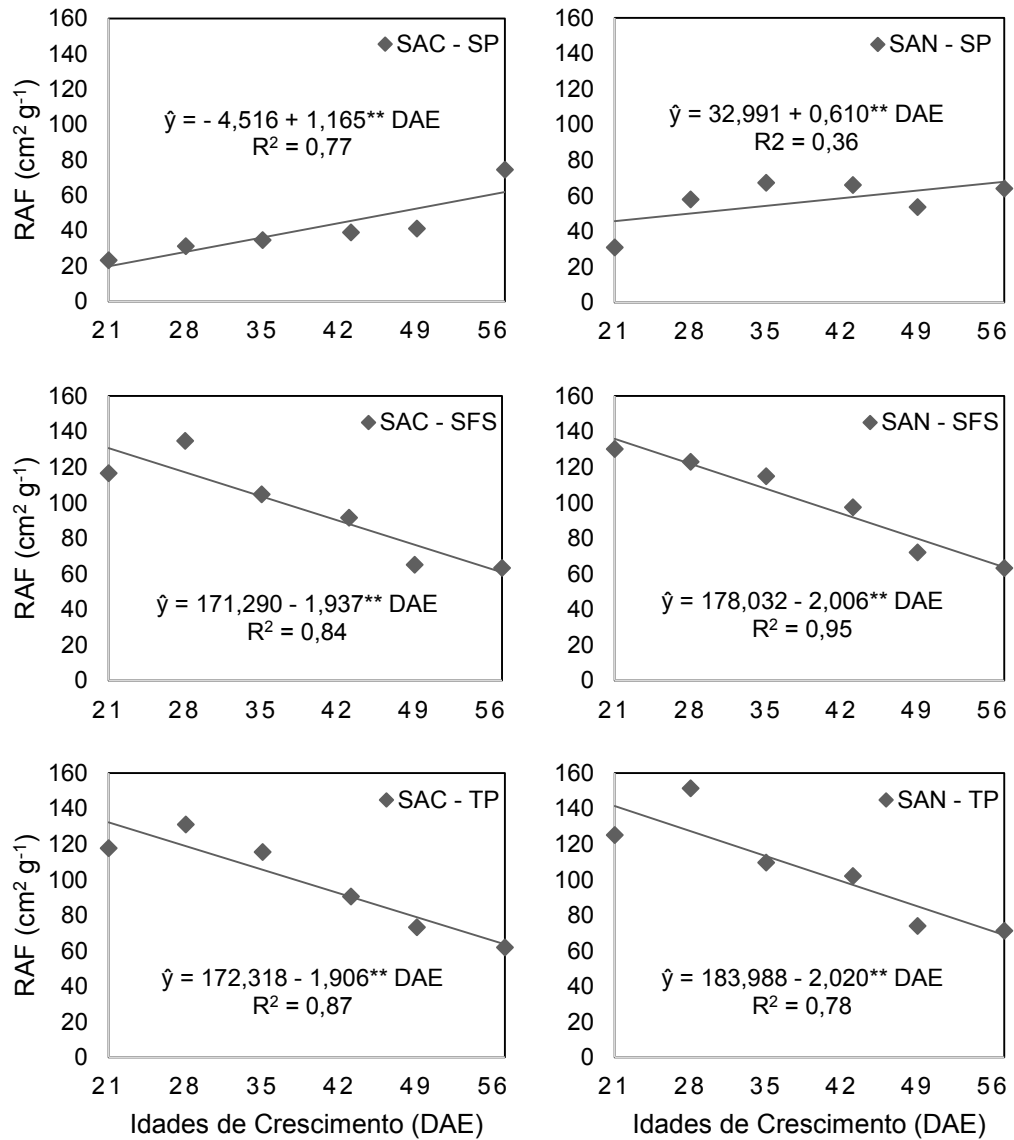 RAF (cm² g⁻¹)
160
140
120
100
80
60
40
20
0
SAC - SP
ŷ = - 4,516 + 1,165** DAE
R² = 0,77
21 28 35 42 49 56
160
140
120
100
80
60
40
20
0
SAN - SP
ŷ = 32,991 + 0,610** DAE
R2 = 0,36
21 28 35 42 49 56
RAF (cm² g⁻¹)
160
140
120
100
80
60
40
20
0
SAC - SFS
ŷ = 171,290 - 1,937** DAE
R² = 0,84
21 28 35 42 49 56
160
140
120
100
80
60
40
20
0
SAN - SFS
ŷ = 178,032 - 2,006** DAE
R² = 0,95
21 28 35 42 49 56
RAF (cm² g⁻¹)
160
140
120
100
80
60
40
20
0
SAC - TP
ŷ = 172,318 - 1,906** DAE
R² = 0,87
21 28 35 42 49 56
Idades de Crescimento (DAE)
160
140
120
100
80
60
40
20
0
SAN - TP
ŷ = 183,988 - 2,020** DAE
R² = 0,78
21 28 35 42 49 56
Idades de Crescimento (DAE)